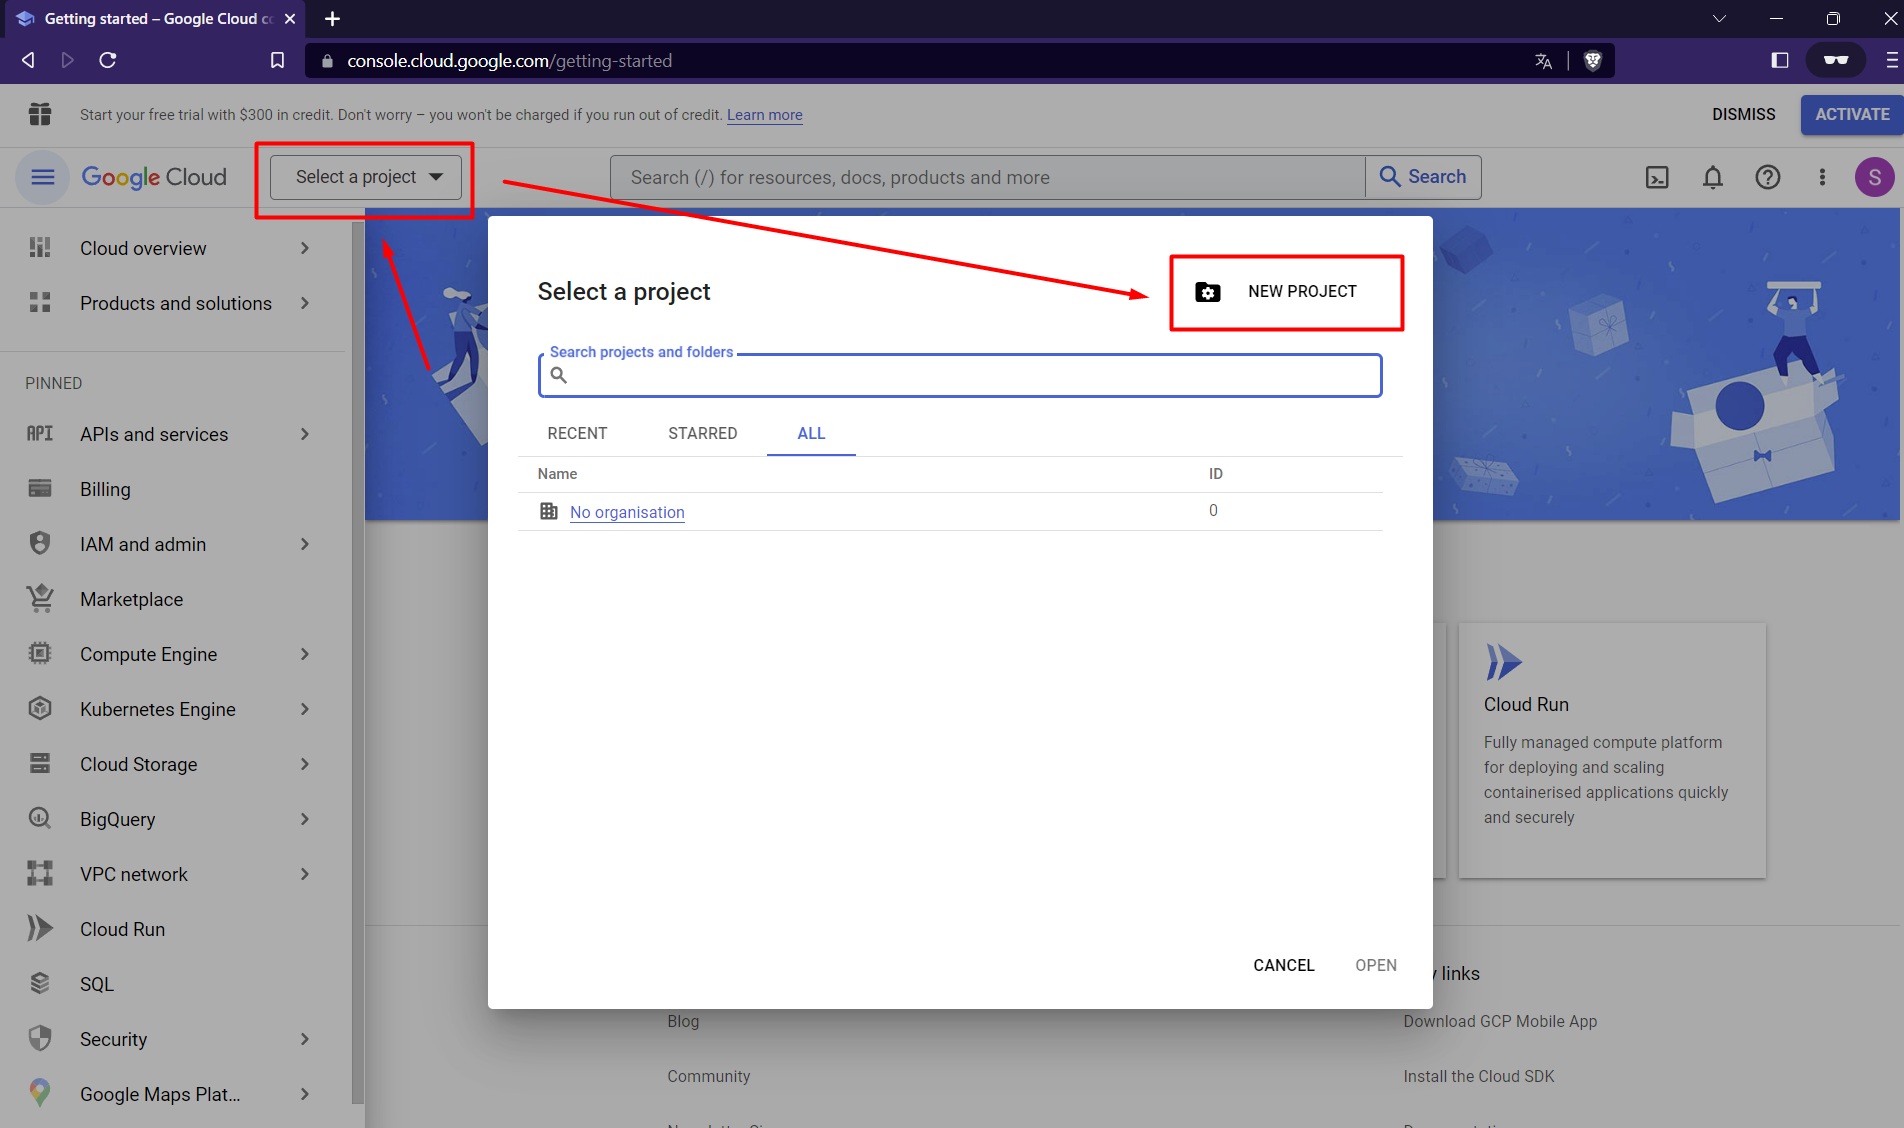 Getting started – Google Cloud c
console.cloud.google.com/getting-started
Start your free trial with $300 in credit. Don't worry – you won't be charged if you run out of credit. Learn more
DISMISS
ACTIVATE
Google Cloud
Select a project
Search (/) for resources, docs, products and more
Search
S
Cloud overview
Products and solutions
PINNED
API
APIs and services
Billing
IAM and admin
Marketplace
Compute Engine
Kubernetes Engine
Cloud Storage
BigQuery
VPC network
Cloud Run
SQL
Security
Google Maps Plat...
Select a project
NEW PROJECT
Search projects and folders
RECENT
STARRED
ALL
Name
ID
No organisation
0
CANCEL
OPEN
Cloud Run
Fully managed compute platform
for deploying and scaling
containerised applications quickly
and securely
links
Blog
Download GCP Mobile App
Community
Install the Cloud SDK